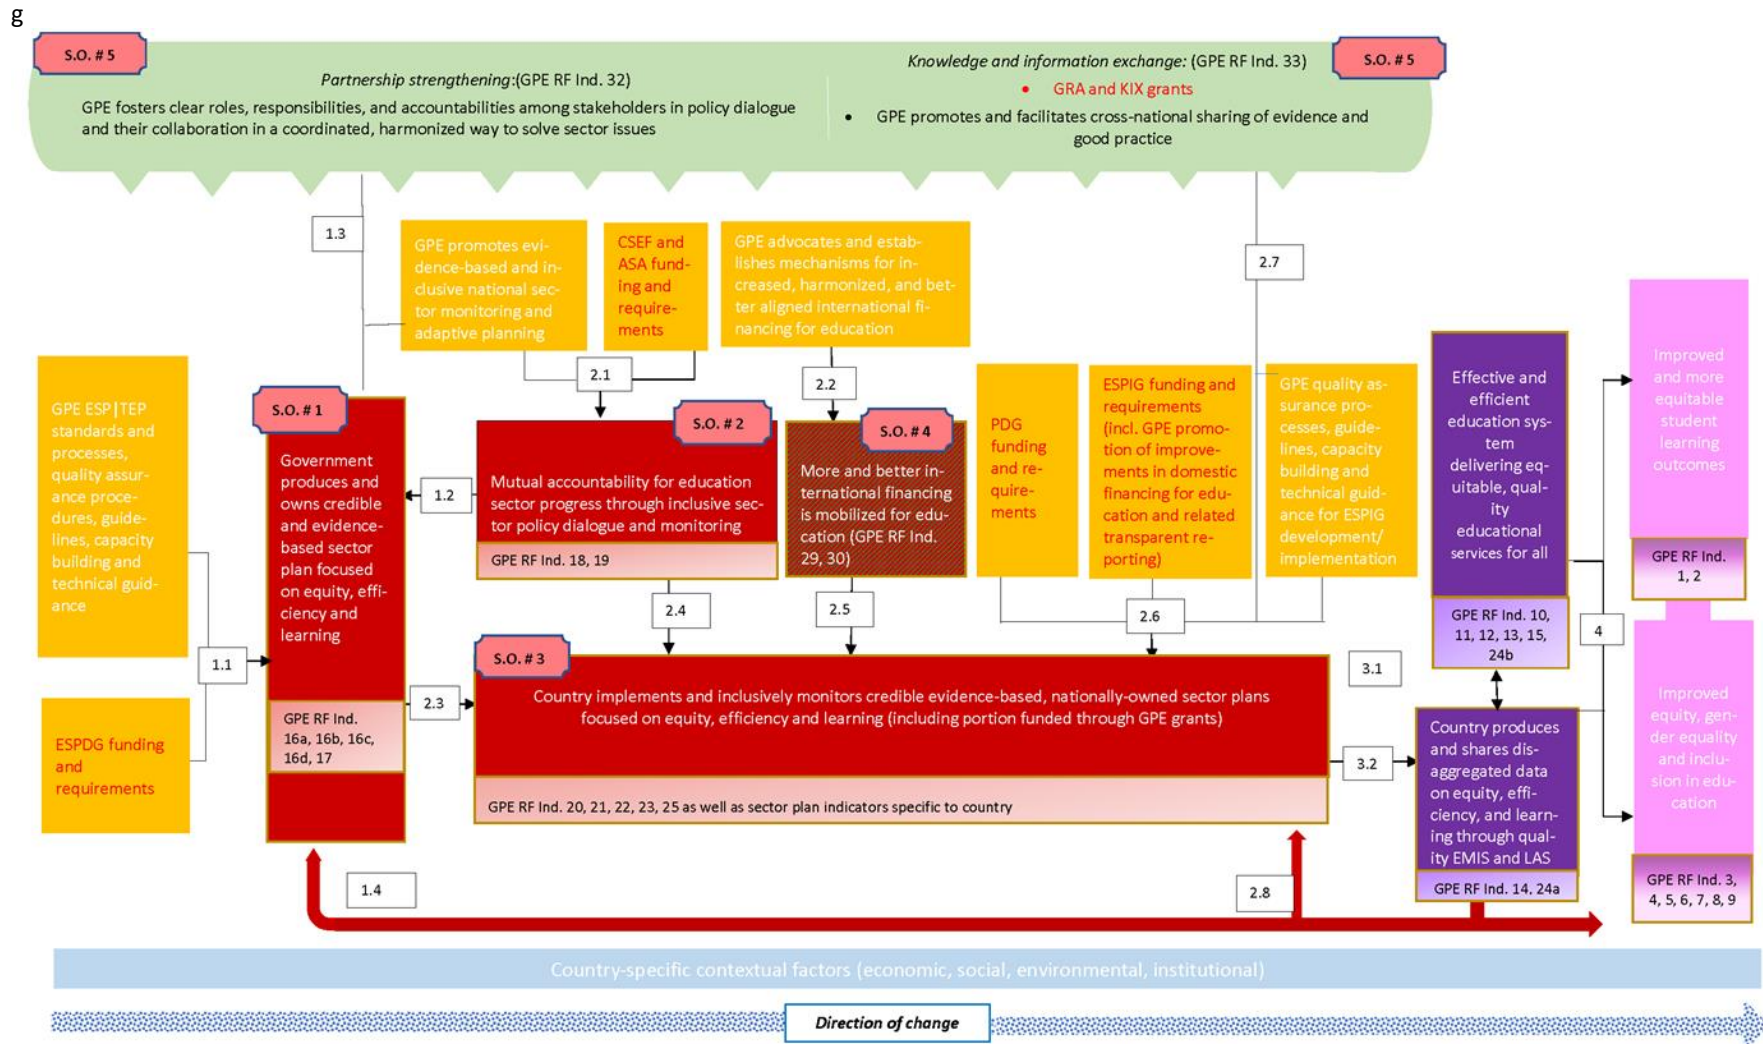 g
S.O. # 5
Partnership strengthening:(GPE RF Ind. 32)
GPE fosters clear roles, responsibilities, and accountabilities among stakeholders in policy dialogue
and their collaboration in a coordinated, harmonized way to solve sector issues
Knowledge and information exchange: (GPE RF Ind. 33)
S.O. # 5
• GRA and KIX grants
• GPE promotes and facilitates cross-national sharing of evidence and
good practice
1.3
GPE promotes evi-
dence-based and in-
clusive national sec-
tor monitoring and
adaptive planning
CSEF and
ASA fund-
ing and
require-
ments
GPE advocates and estab-
lishes mechanisms for in-
creased, harmonized, and bet-
ter aligned international fi-
nancing for education
2.7
2.1
2.2
GPE ESP|TEP
standards and
processes,
quality assur-
ance proce-
dures, guide-
lines, capacity
building and
technical guid-
ance
ESPDG funding
and
requirements
1.1
S.O. # 1
Government
produces and
owns credible
and evidence-
based sector
plan focused
on equity, effi-
ciency and
learning
GPE RF Ind.
16a, 16b, 16c,
16d, 17
1.2
S.O. # 2
Mutual accountability for education
sector progress through inclusive sec-
tor policy dialogue and monitoring
GPE RF Ind. 18, 19
S.O. # 4
More and better in-
ternational financing
is mobilized for edu-
cation (GPE RF Ind.
29, 30)
PDG
funding
and re-
quire-
ments
ESPIG funding and
requirements
(incl. GPE promo-
tion of improve-
ments in domestic
financing for edu-
cation and related
transparent re-
porting)
GPE quality as-
surance pro-
cesses, guide-
lines, capacity
building and
technical guid-
ance for ESPIG
development/
implementation
2.4
2.5
2.6
2.3
S.O. # 3
Country implements and inclusively monitors credible evidence-based, nationally-owned sector plans
focused on equity, efficiency and learning (including portion funded through GPE grants)
GPE RF Ind. 20, 21, 22, 23, 25 as well as sector plan indicators specific to country
3.1
3.2
Effective and
efficient
education sys-
tem
delivering eq-
uitable, qual-
ity
educational
services for all
GPE RF Ind. 10,
11, 12, 13, 15,
24b
Country produces
and shares dis-
aggregated data
on equity, effi-
ciency, and learn-
ing through qual-
ity EMIS and LAS
GPE RF Ind. 14, 24a
4
Improved
and more
equitable
student
learning
outcomes
GPE RF Ind.
1, 2
Improved
equity, gen-
der equality
and inclu-
sion in edu-
cation
GPE RF Ind. 3,
4, 5, 6, 7, 8, 9
1.4
2.8
Country-specific contextual factors (economic, social, environmental, institutional)
Direction of change